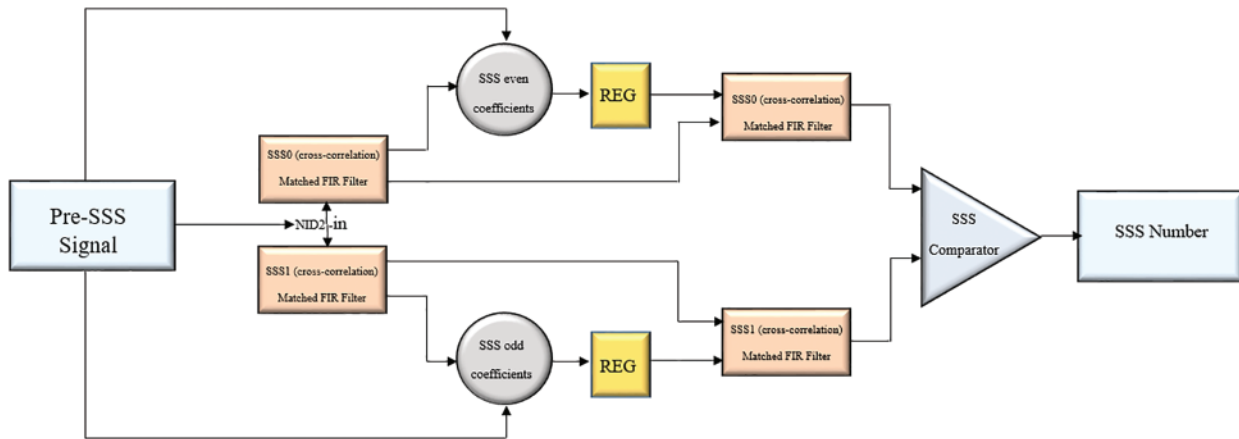 SSS even
coefficients
REG
SSS0 (cross-correlation)
Matched FIR Filter
SSS0 (cross-correlation)
Matched FIR Filter
Pre-SSS
Signal
NID2 -in
SSS
Comparator
SSS Number
SSS1 (cross-correlation)
Matched FIR Filter
SSS odd
coefficients
REG
SSS1 (cross-correlation)
Matched FIR Filter